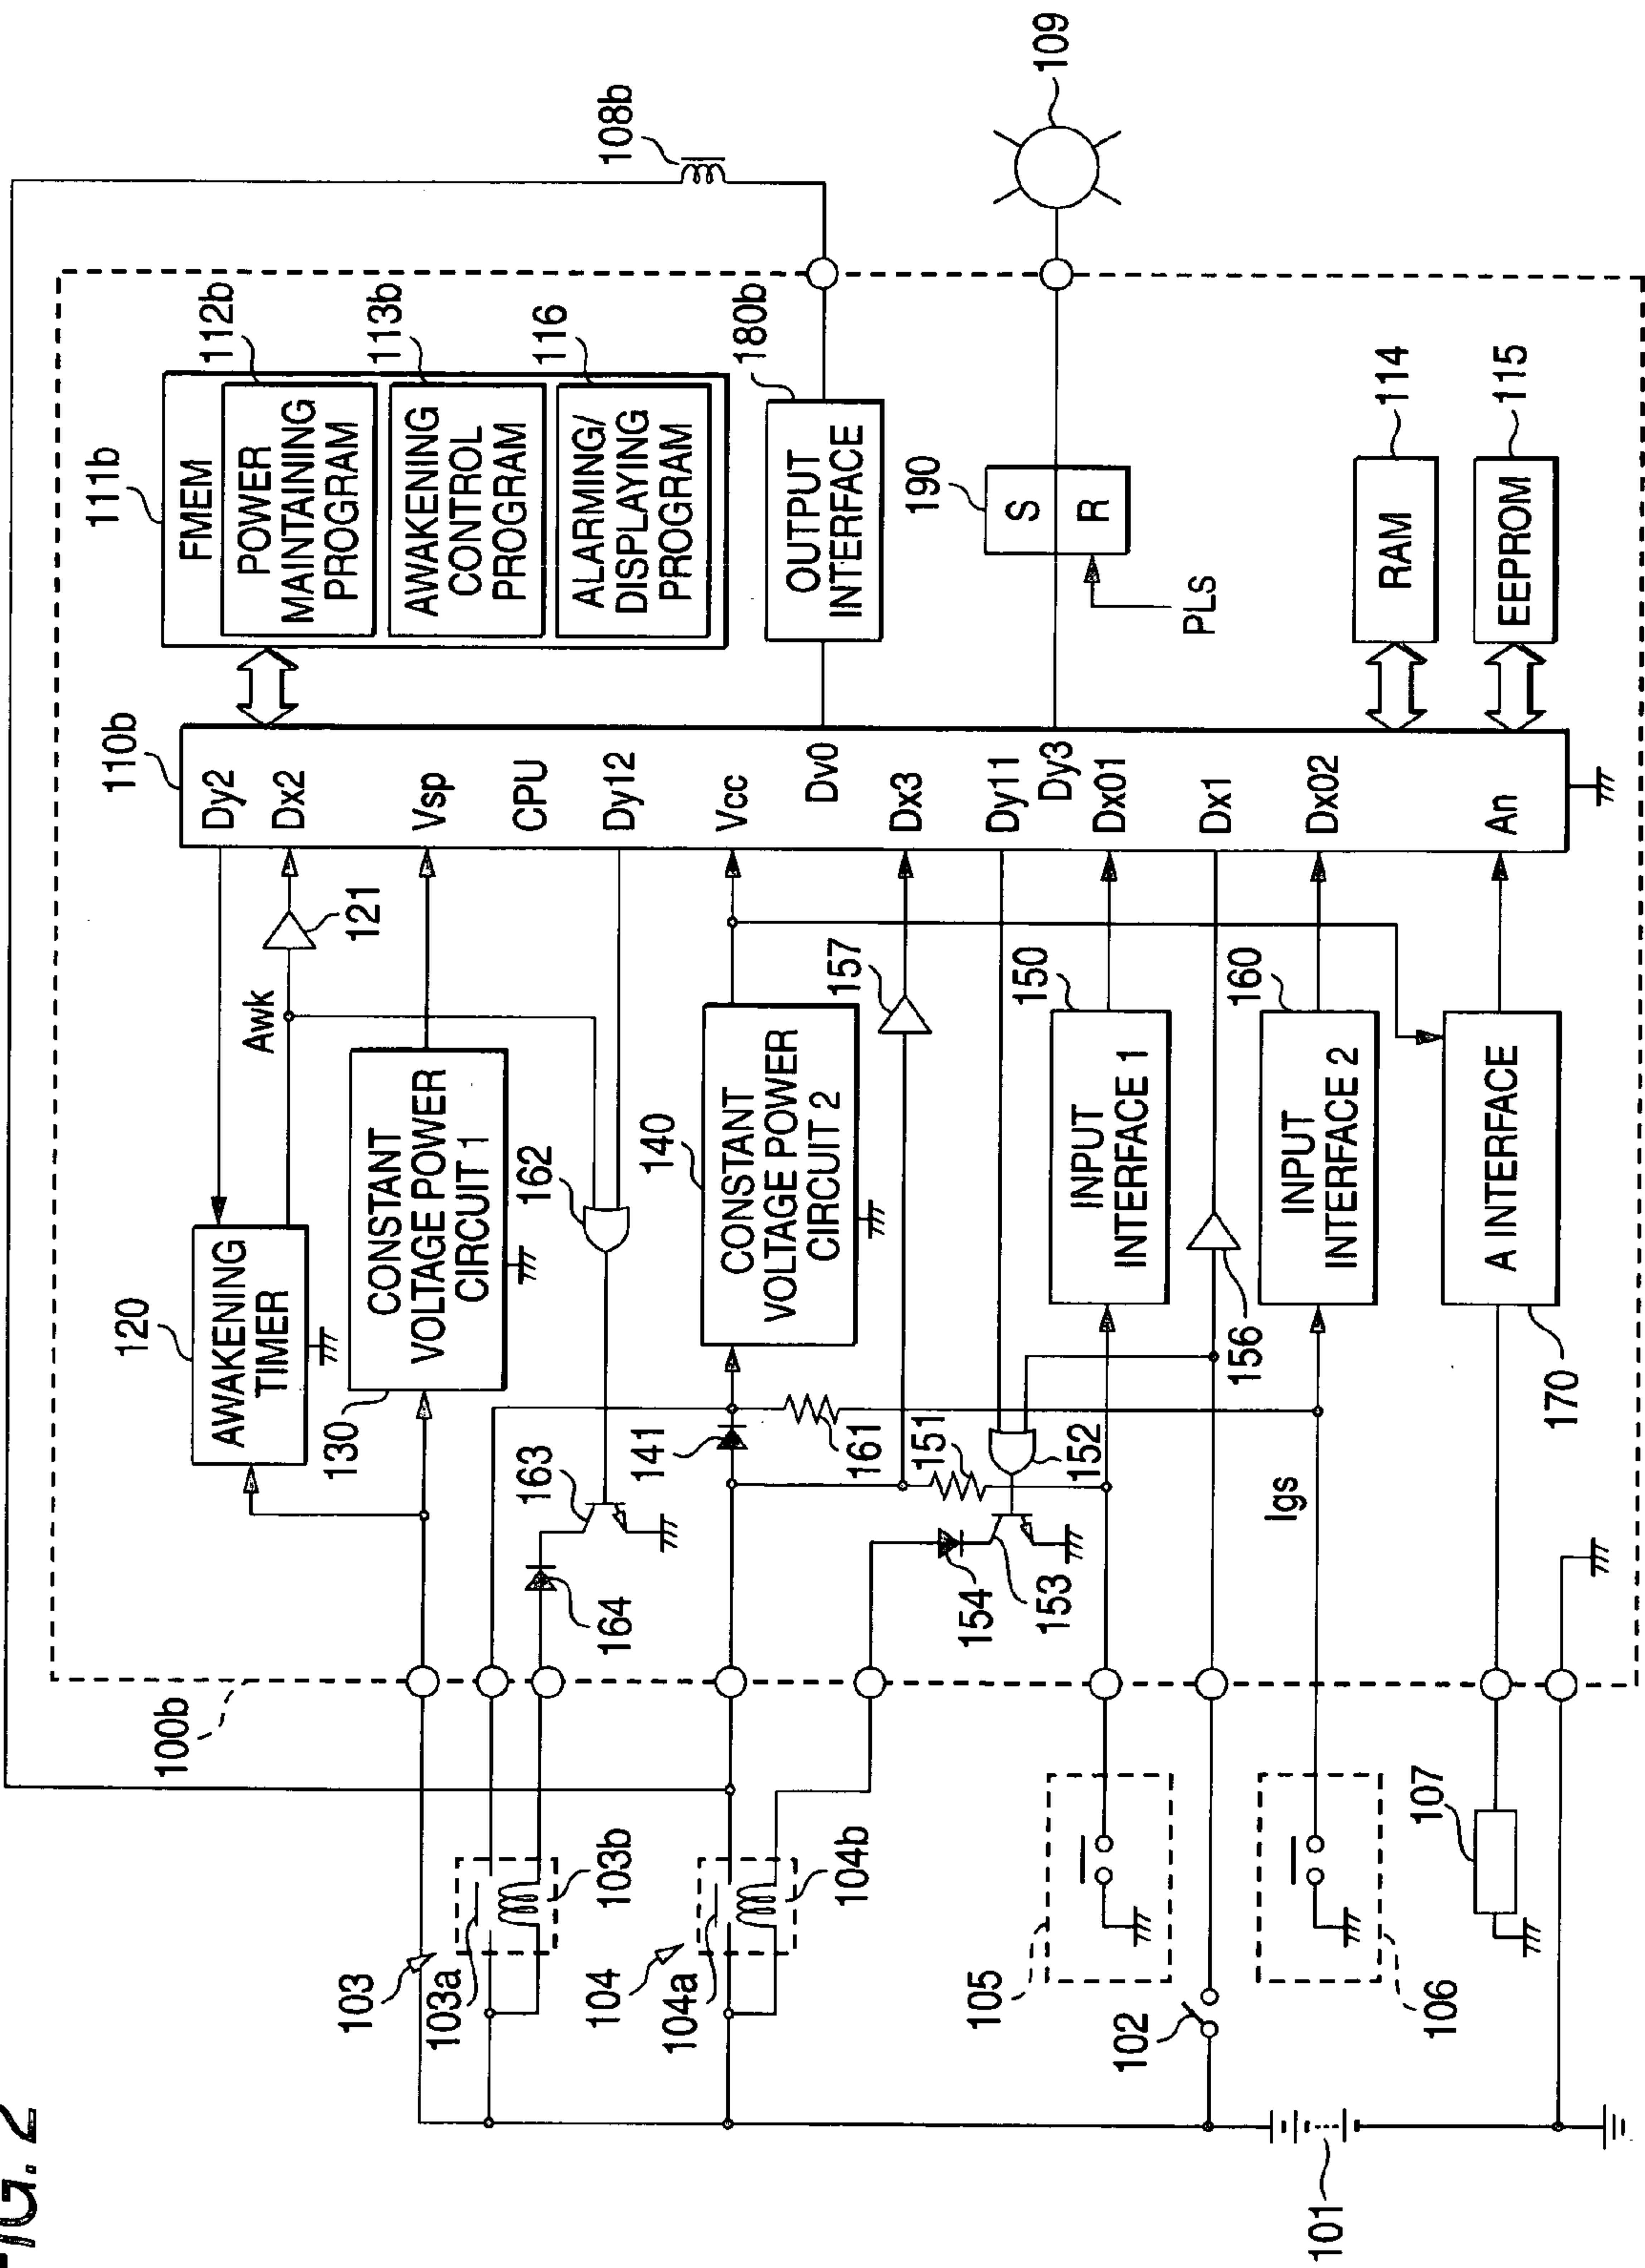 FIG. 2
100b
103
103a
103b
104
104a
104b
105
102
106
107
101
120
AWAKENING
TIMER
Awk
121
130
CONSTANT
VOLTAGE POWER
CIRCUIT 1
162
163
164
140
CONSTANT
VOLTAGE POWER
CIRCUIT 2
141
161
157
151
152
153
154
150
INPUT
INTERFACE 1
156
160
INPUT
INTERFACE 2
Igs
170
A INTERFACE
110b
Dy2
Dx2
Vsp
CPU
Dy12
Vcc
Dv0
Dx3
Dy11
Dy3
Dx01
Dx1
Dx02
An
111b
FMEM
112b
POWER
MAINTAINING
PROGRAM
113b
AWAKENING
CONTROL
PROGRAM
116
ALARMING/
DISPLAYING
PROGRAM
180b
OUTPUT
INTERFACE
108b
190
S
R
PLS
109
114
RAM
115
EEPROM